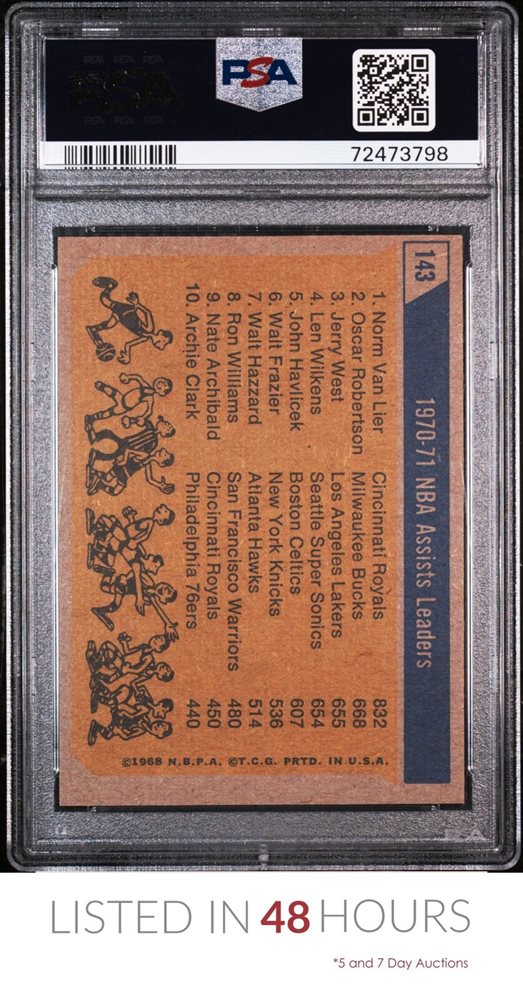 PSA
72473798
143
1970-71 NBA Assists Leaders
1. Norm Van Lier Cincinnati Royals 832
2. Oscar Robertson Milwaukee Bucks 668
3. Jerry West Los Angeles Lakers 655
4. Len Wilkens Seattle Super Sonics 654
5. John Havlicek Boston Celtics 607
6. Walt Frazier New York Knicks 536
7. Walt Hazzard Atlanta Hawks 514
8. Ron Williams San Francisco Warriors 480
9. Nate Archibald Cincinnati Royals 450
10. Archie Clark Philadelphia 76ers 440
©1968 N.B.P.A. ©T.C.G. PRTD. IN U.S.A.
PSA
LISTED IN 48 HOURS
*5 and 7 Day Auctions